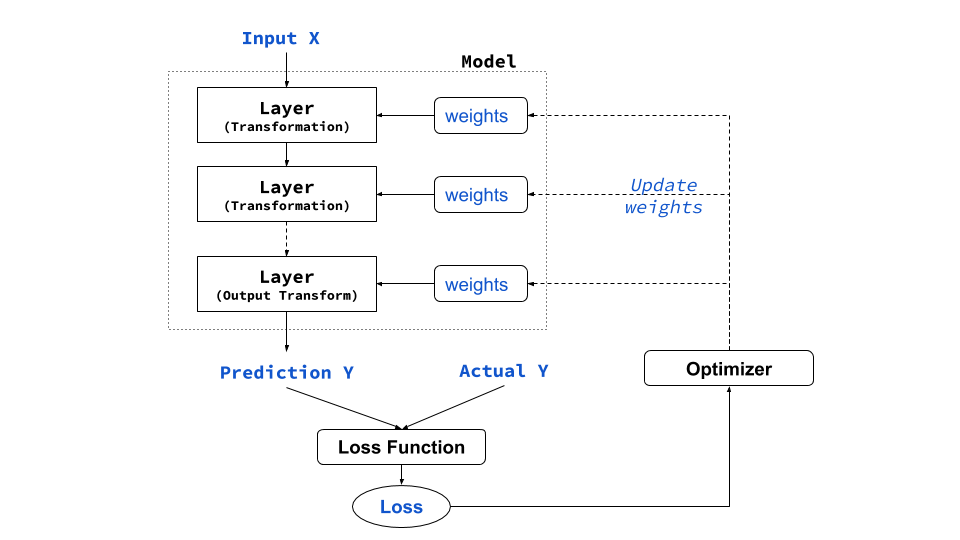 Input X
Model
Layer
(Transformation)
weights
Layer
(Transformation)
weights
Update
weights
Layer
(Output Transform)
weights
Prediction Y
Actual Y
Optimizer
Loss Function
Loss